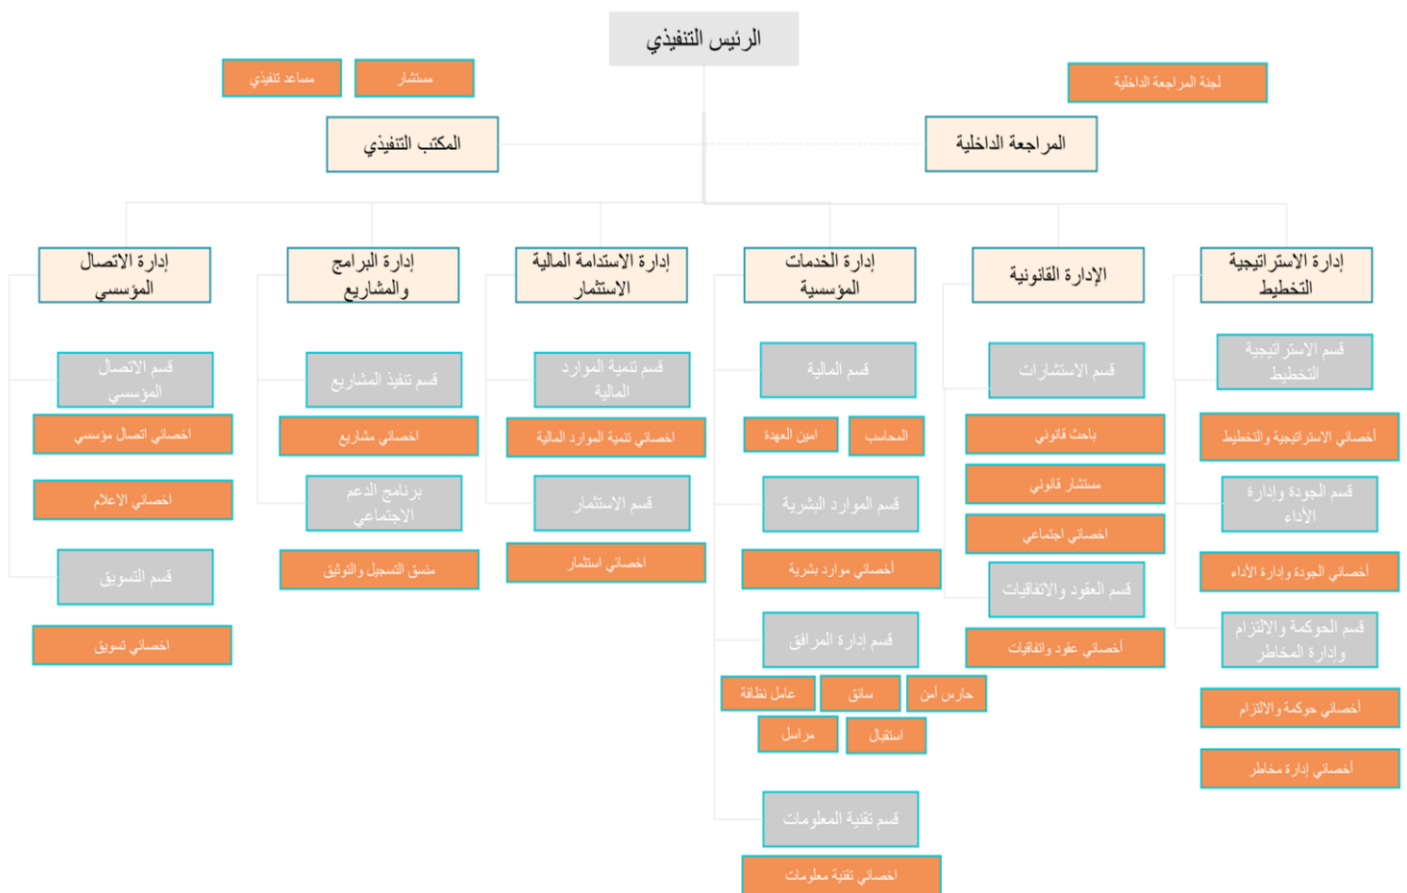 الرئيس التنفيذي
لجنة المراجعة الداخلية
مستشار
مساعد تنفيذي
المراجعة الداخلية
المكتب التنفيذي
إدارة الاستراتيجية
التخطيط
قسم الاستراتيجية
التخطيط
أخصائي الاستراتيجية والتخطيط
قسم الجودة وإدارة
الأداء
أخصائي الجودة وإدارة الأداء
قسم الحوكمة والالتزام
وإدارة المخاطر
أخصائي حوكمة والالتزام
أخصائي إدارة مخاطر
الإدارة القانونية
قسم الاستشارات
باحث قانوني
مستشار قانوني
اخصائي اجتماعي
قسم العقود والاتفاقيات
أخصائي عقود واتفاقيات
إدارة الخدمات
المؤسسية
قسم المالية
المحاسب
امين العهدة
قسم الموارد البشرية
أخصائي موارد بشرية
قسم إدارة المرافق
حارس أمن
سائق
عامل نظافة
استقبال
مراسل
قسم تقنية المعلومات
اخصائي تقنية معلومات
إدارة الاستدامة المالية
الاستثمار
قسم تنمية الموارد
المالية
اخصائي تنمية الموارد المالية
قسم الاستثمار
اخصائي استثمار
إدارة البرامج
والمشاريع
قسم تنفيذ المشاريع
اخصائي مشاريع
برنامج الدعم
الاجتماعي
منسق التسجيل والتوثيق
إدارة الاتصال
المؤسسي
قسم الاتصال
المؤسسي
اخصائي اتصال مؤسسي
اخصائي الاعلام
قسم التسويق
اخصائي تسويق